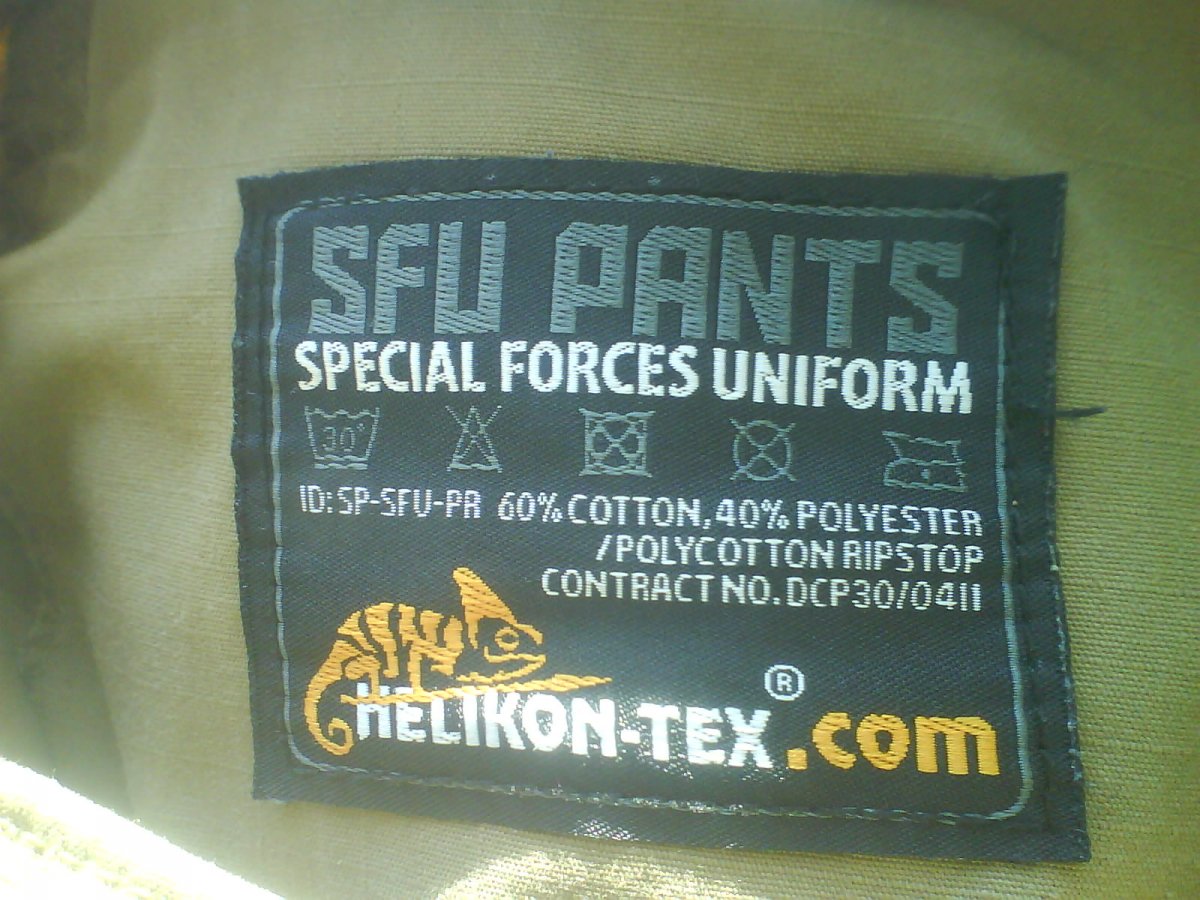 SFU PANTS
SPECIAL FORCES UNIFORM
30°
ID: SP-SFU-PR 60% COTTON, 40% POLYESTER
/POLYCOTTON RIPSTOP
CONTRACT NO. DCP30/0411
HELIKON-TEX®.com